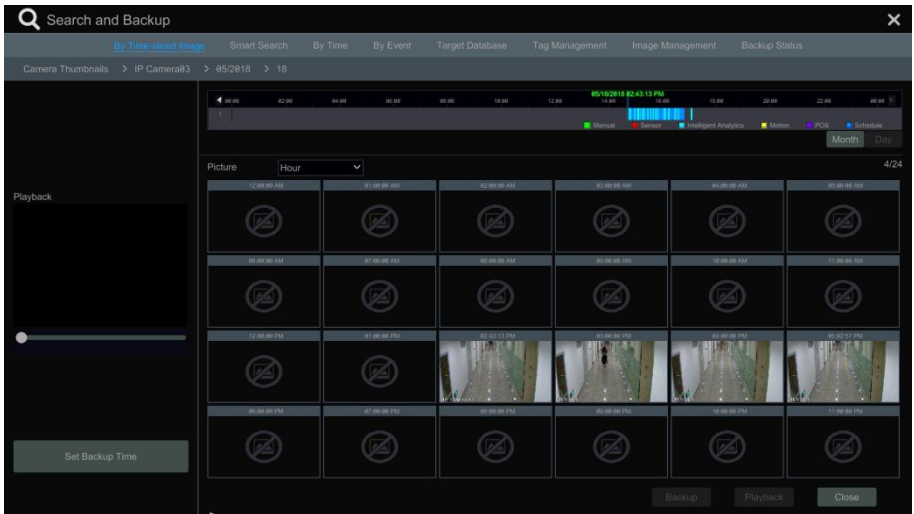 Search and Backup
By Time-sliced Image Smart Search By Time By Event Target Database Tag Management Image Management Backup Status
Camera Thumbnails > IP Camera03 > 05/2018 > 18
05/18/2018 02:43:13 PM
00:00 02:00 04:00 06:00 08:00 10:00 12:00 14:00 16:00 18:00 20:00 22:00 00:00
1
Manual Sensor Intelligent Analytics Motion POS Schedule
Month Day
Picture Hour 4/24
Playback
12:00:00 AM 01:00:00 AM 02:00:00 AM 03:00:00 AM 04:00:00 AM 05:00:00 AM
06:00:00 AM 07:00:00 AM 08:00:00 AM 09:00:00 AM 10:00:00 AM 11:00:00 AM
12:00:00 PM 01:00:00 PM 02:43:13 PM 03:00:00 PM 04:00:00 PM 05:02:57 PM
06:00:00 PM 07:00:00 PM 08:00:00 PM 09:00:00 PM 10:00:00 PM 11:00:00 PM
Set Backup Time
Backup Playback Close